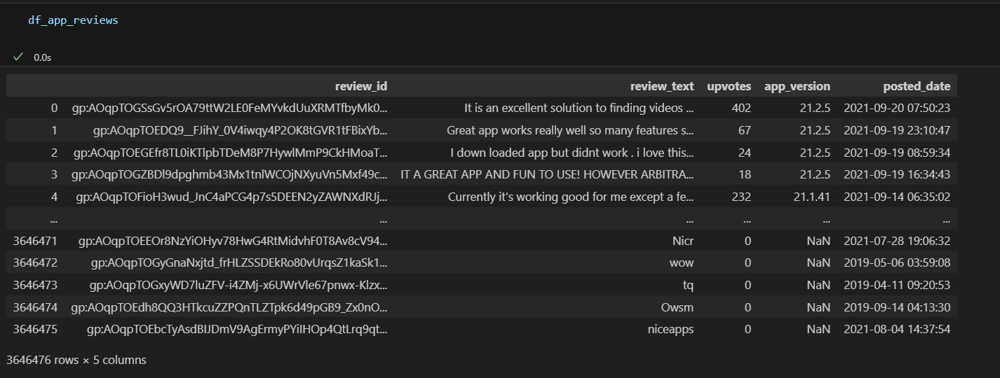 df_app_reviews
0.0s
review_id review_text upvotes app_version posted_date
0 gp:AOqpTOGSsGv5rOA79ttW2LE0FeMYvkdUuXRMTfbyMk0... It is an excellent solution to finding videos ... 402 21.2.5 2021-09-20 07:50:23
1 gp:AOqpTOEDQ9__FJihY_0V4iwqy4P2OK8tGVR1tFBixYb... Great app works really well so many features s... 67 21.2.5 2021-09-19 23:10:47
2 gp:AOqpTOEGEfr8TL0iKTlpbTDeM8P7HywlMmP9CkHMoaT... I down loaded app but didnt work . i love this... 24 21.2.5 2021-09-19 08:59:34
3 gp:AOqpTOGZBDl9dpghmb43Mx1tnlWCOjNXyuVn5Mxf49c... IT A GREAT APP AND FUN TO USE! HOWEVER ARBITRA... 18 21.2.5 2021-09-19 16:34:43
4 gp:AOqpTOFioH3wud_JnC4aPCG4p7s5DEEN2yZAWNXdRJj... Currently it's working good for me except a fe... 232 21.1.41 2021-09-14 06:35:02
... ... ... ... ... ...
3646471 gp:AOqpTOEEOr8NzYiOHyv78HwG4RtMidvhF0T8Av8cV94... Nicr 0 NaN 2021-07-28 19:06:32
3646472 gp:AOqpTOGyGnaNxjtd_frHLZSSDEkRo80vUrqsZ1kaSk1... wow 0 NaN 2019-05-06 03:59:08
3646473 gp:AOqpTOGxyWD7luZFV-i4ZMj-x6UWrVle67pnwx-Klzx... tq 0 NaN 2019-04-11 09:20:53
3646474 gp:AOqpTOEdh8QQ3HTkcuZZPQnTLZTpk6d49pGB9_Zx0nO... Owsm 0 NaN 2019-09-14 04:13:30
3646475 gp:AOqpTOEbcTyAsdBIJDmV9AgErmyPYiIHOp4QtLrq9qt... niceapps 0 NaN 2021-08-04 14:37:54
3646476 rows × 5 columns